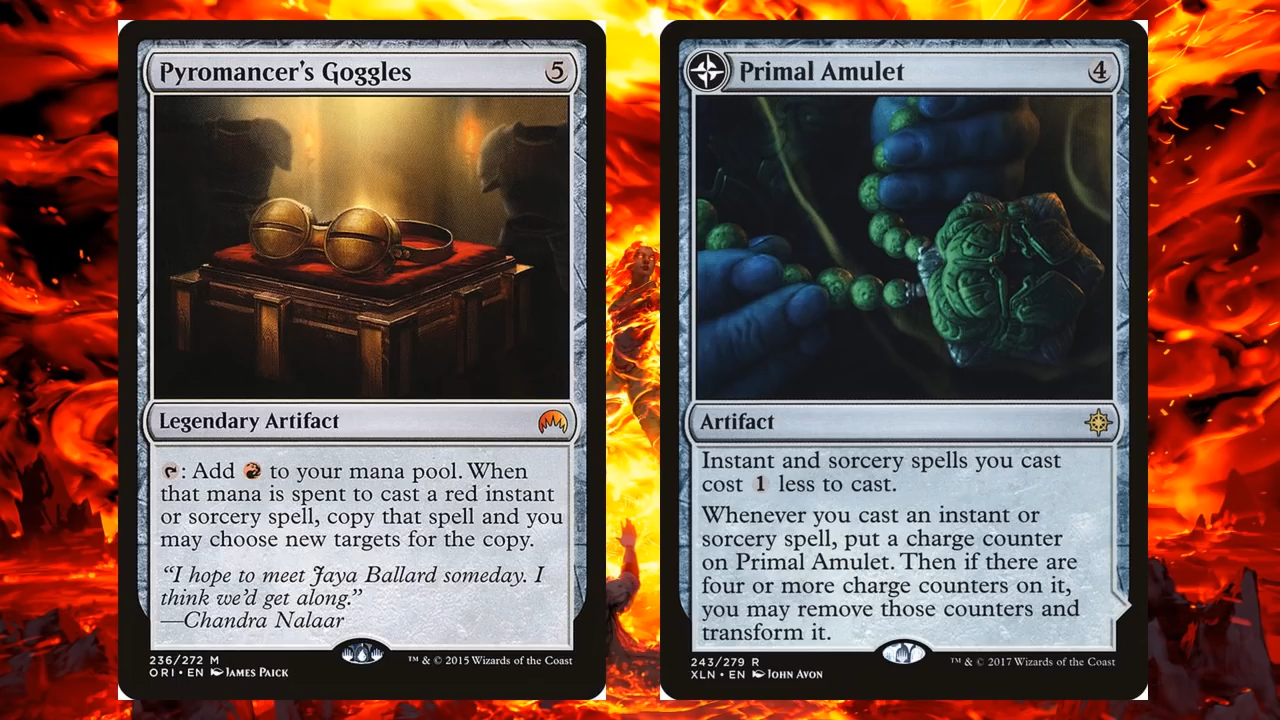 Pyromancer's Goggles 5
Legendary Artifact
: Add to your mana pool. When
that mana is spent to cast a red instant
or sorcery spell, copy that spell and you
may choose new targets for the copy.
“I hope to meet Jaya Ballard someday. I
think we’d get along.”
—Chandra Nalaar
236/272 M
ORI • EN JAMES PAICK
™ & © 2015 Wizards of the Coast
Primal Amulet 4
Artifact
Instant and sorcery spells you cast
cost 1 less to cast.
Whenever you cast an instant or
sorcery spell, put a charge counter
on Primal Amulet. Then if there are
four or more charge counters on it,
you may remove those counters and
transform it.
243/279 R
XLN • EN JOHN AVON
™ & © 2017 Wizards of the Coast